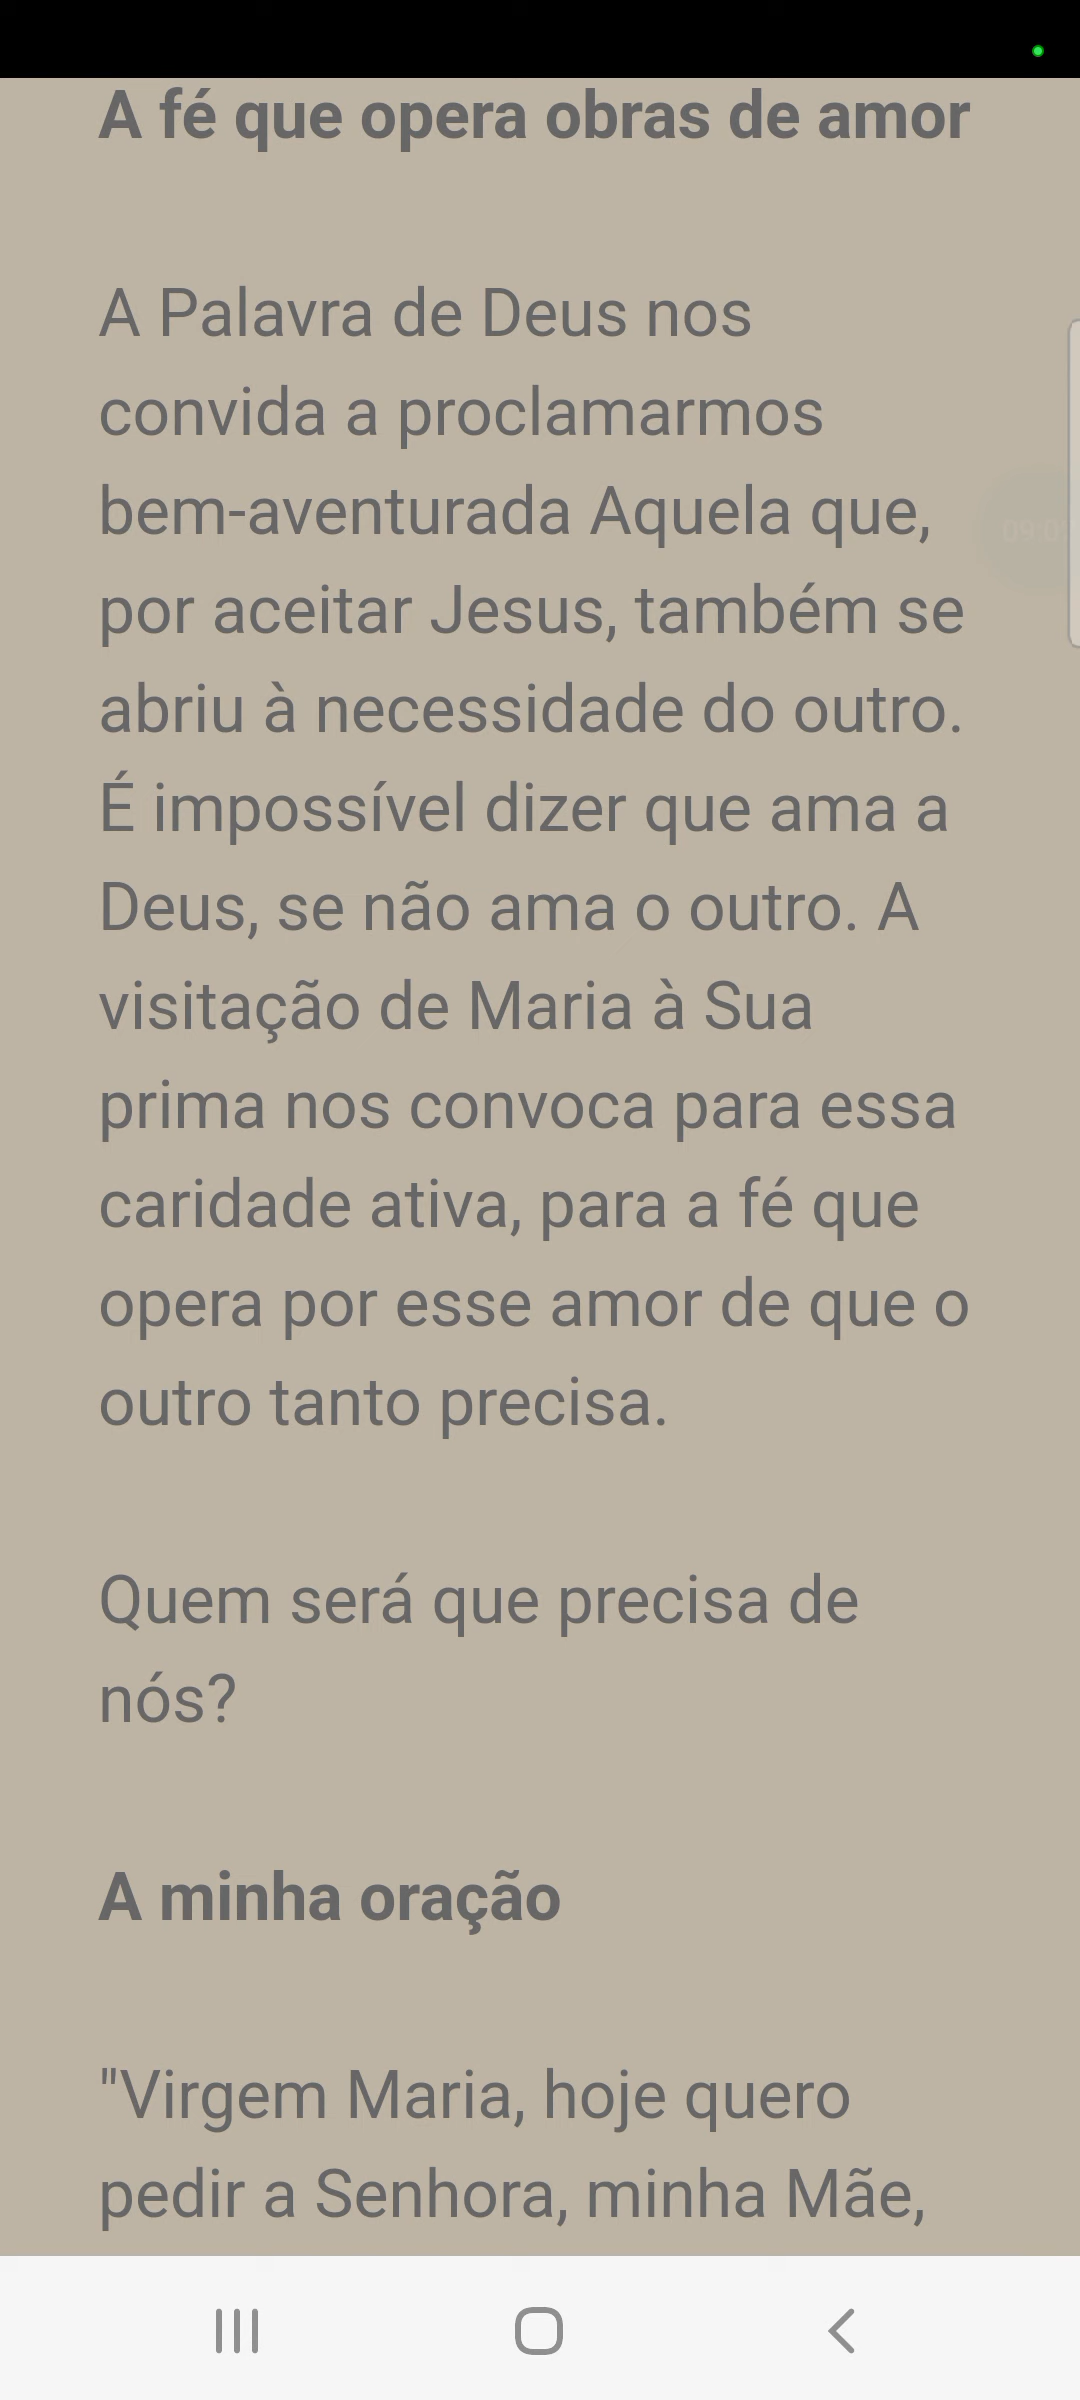 A fé que opera obras de amor
A Palavra de Deus nos
convida a proclamarmos
bem-aventurada Aquela que,
por aceitar Jesus, também se
abriu à necessidade do outro.
É impossível dizer que ama a
Deus, se não ama o outro. A
visitação de Maria à Sua
prima nos convoca para essa
caridade ativa, para a fé que
opera por esse amor de que o
outro tanto precisa.
Quem será que precisa de
nós?
A minha oração
"Virgem Maria, hoje quero
pedir a Senhora, minha Mãe,